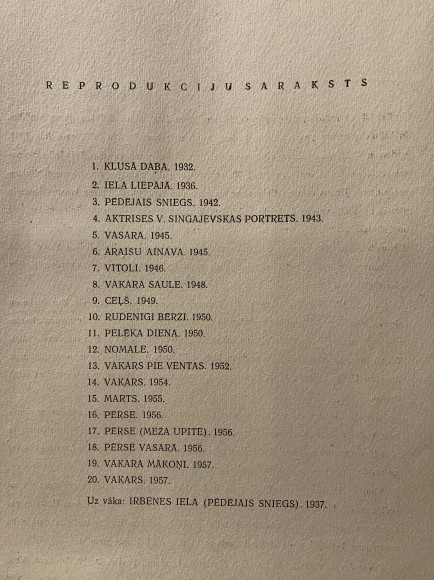 REPRODUKCIJU SARAKSTS
1. KLUSĀ DABA. 1932.
2. IELA LIEPĀJĀ. 1936.
3. PĒDĒJAIS SNIEGS. 1942.
4. AKTRISES V. SINGAJEVSKAS PORTRETS. 1943.
5. VASARA. 1945.
6. ĀRAIŠU AINAVA. 1945.
7. VĪTOLI. 1946.
8. VAKARA SAULE. 1948.
9. CEĻŠ. 1949.
10. RUDENĪGI BĒRZI. 1950.
11. PELĒKA DIENA. 1950.
12. NOMALE. 1950.
13. VAKARS PIE VENTAS. 1952.
14. VAKARS. 1954.
15. MARTS. 1955.
16. PĒRSE. 1956.
17. PĒRSE (MEŽA UPĪTE). 1956.
18. PĒRSE VASARĀ. 1956.
19. VAKARA MĀKOŅI. 1957.
20. VAKARS. 1957.
Uz vāka: IRBENES IELA (PĒDĒJAIS SNIEGS). 1937.